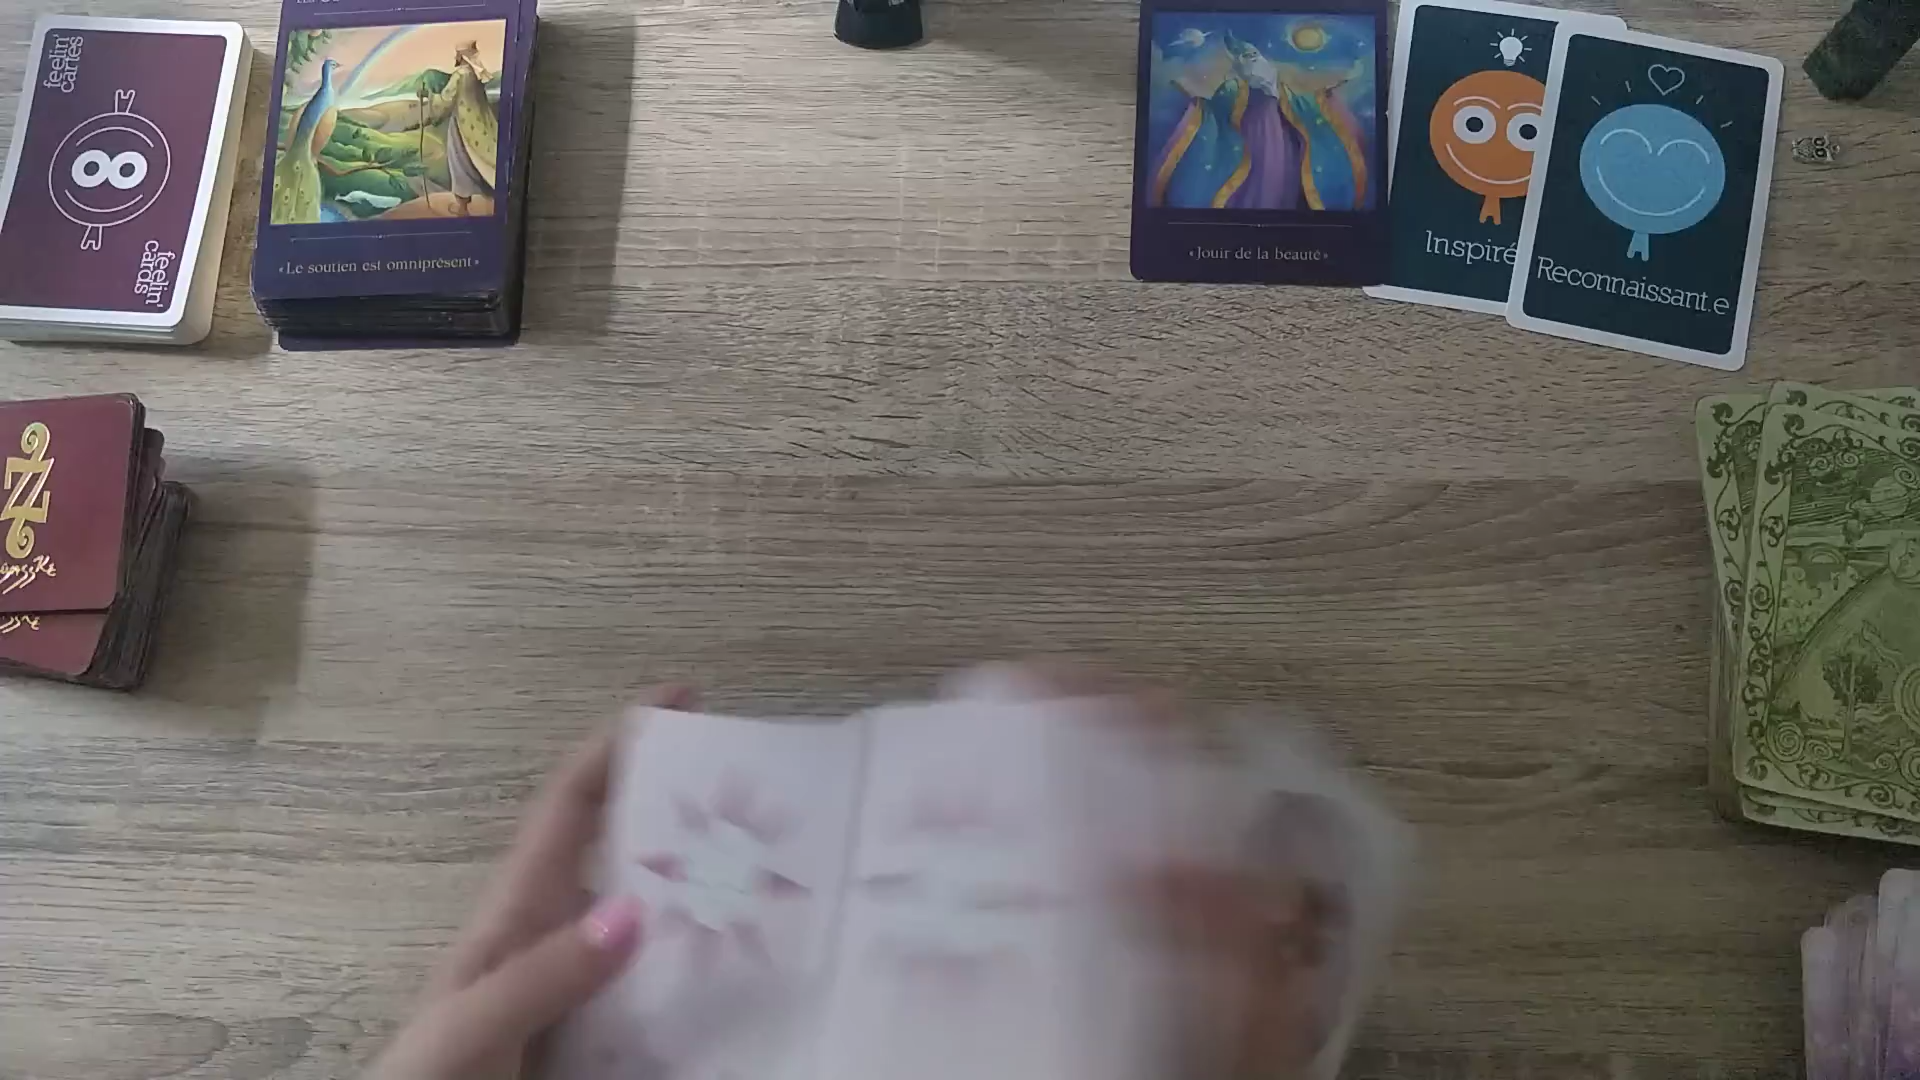 feelin'
cartes
feelin'
cards
«Le soutien est omniprésent»
«Jouir de la beauté»
Inspiré
Reconnaissant.e